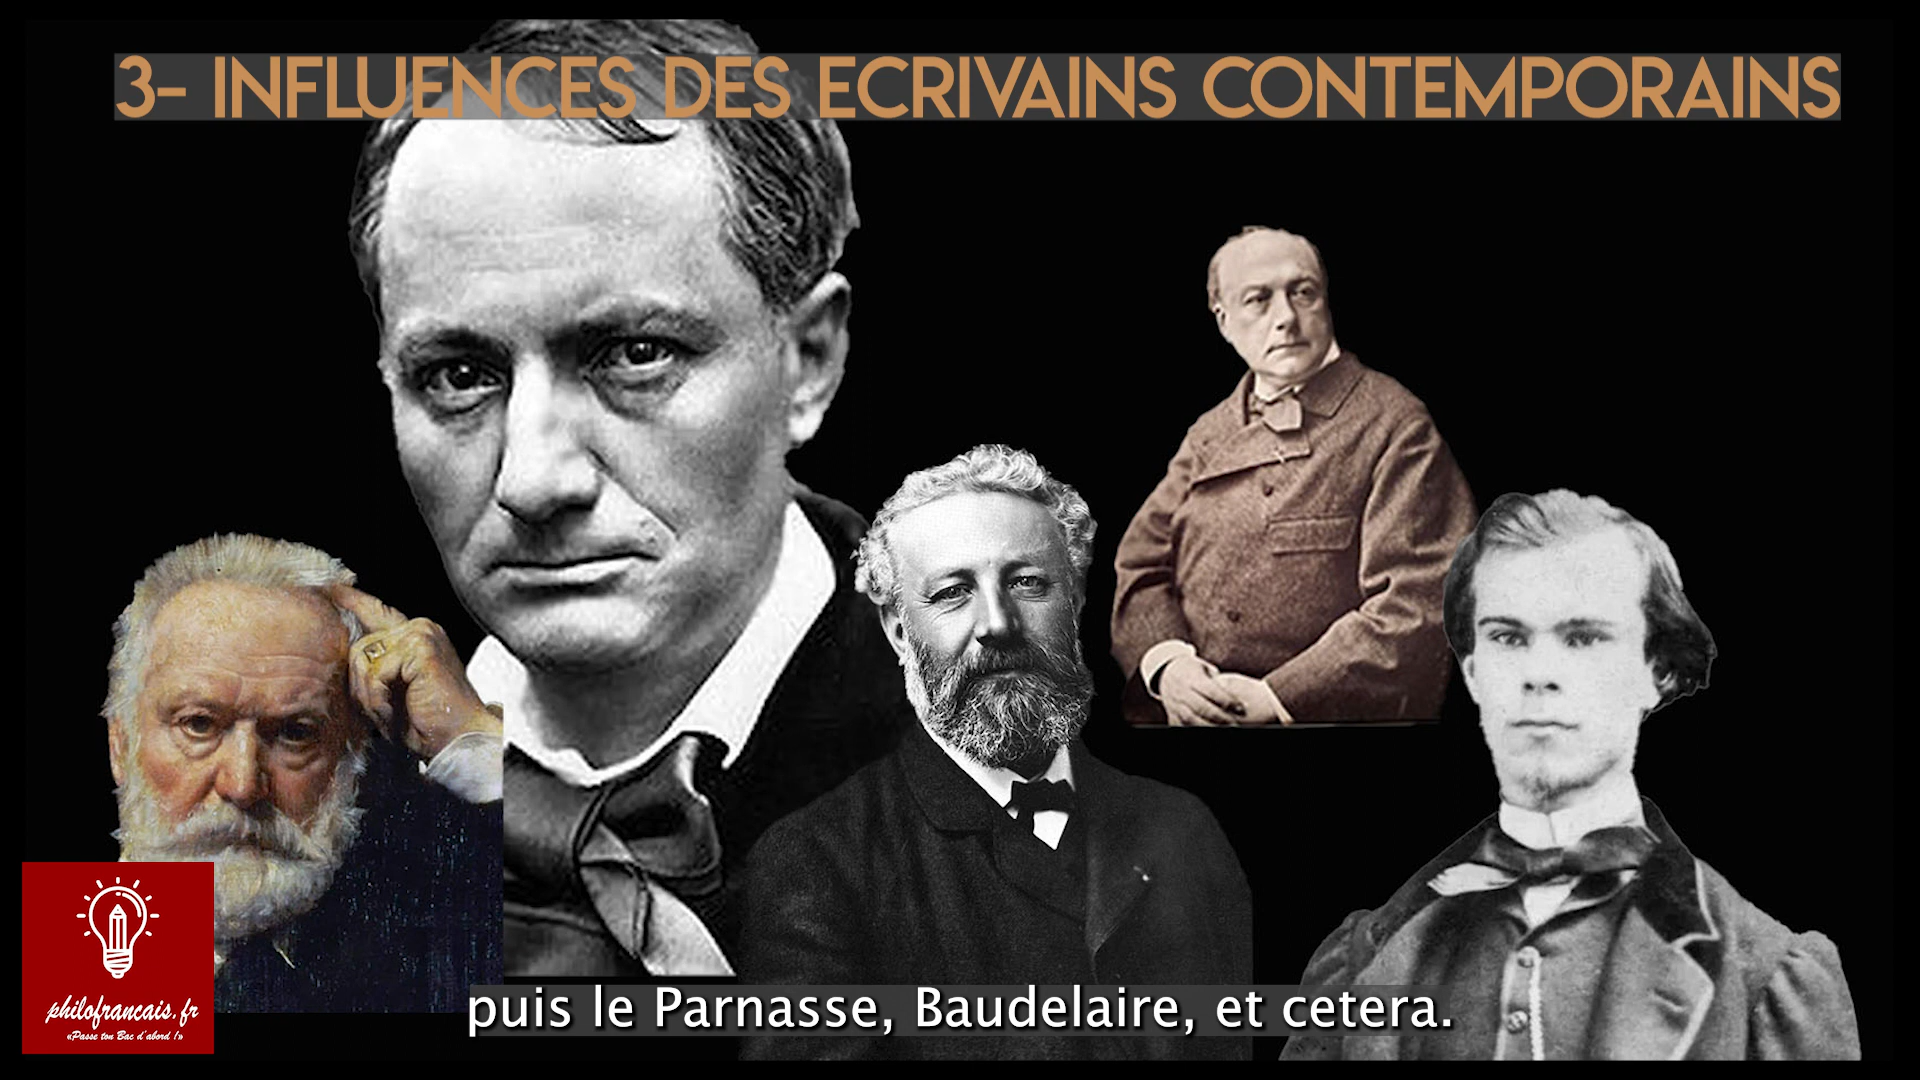 3- INFLUENCES DES ECRIVAINS CONTEMPORAINS
puis le Parnasse, Baudelaire, et cetera.
philofrancais.fr
«Passe ton Bac d'abord !»